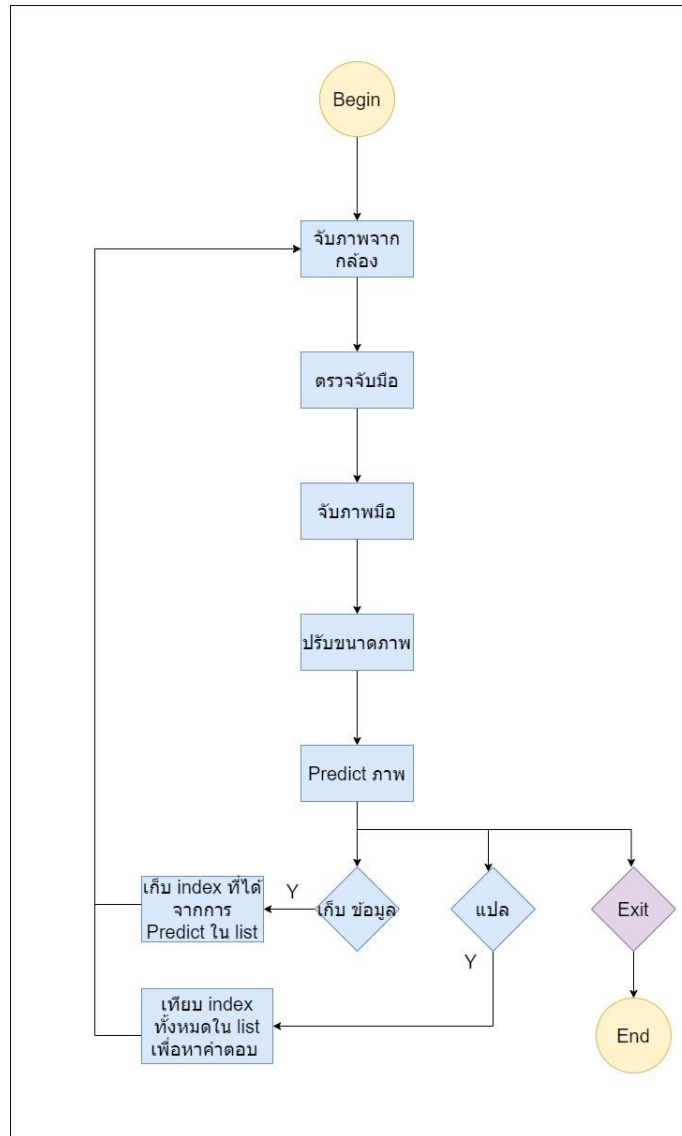 Begin
จับภาพจาก
กล้อง
ตรวจจับมือ
จับภาพมือ
ปรับขนาดภาพ
Predict ภาพ
เก็บ index ที่ได้
จากการ
Predict ใน list
Y
เก็บ ข้อมูล
แปล
Exit
Y
เทียบ index
ทั้งหมดใน list
เพื่อหาคำตอบ
End